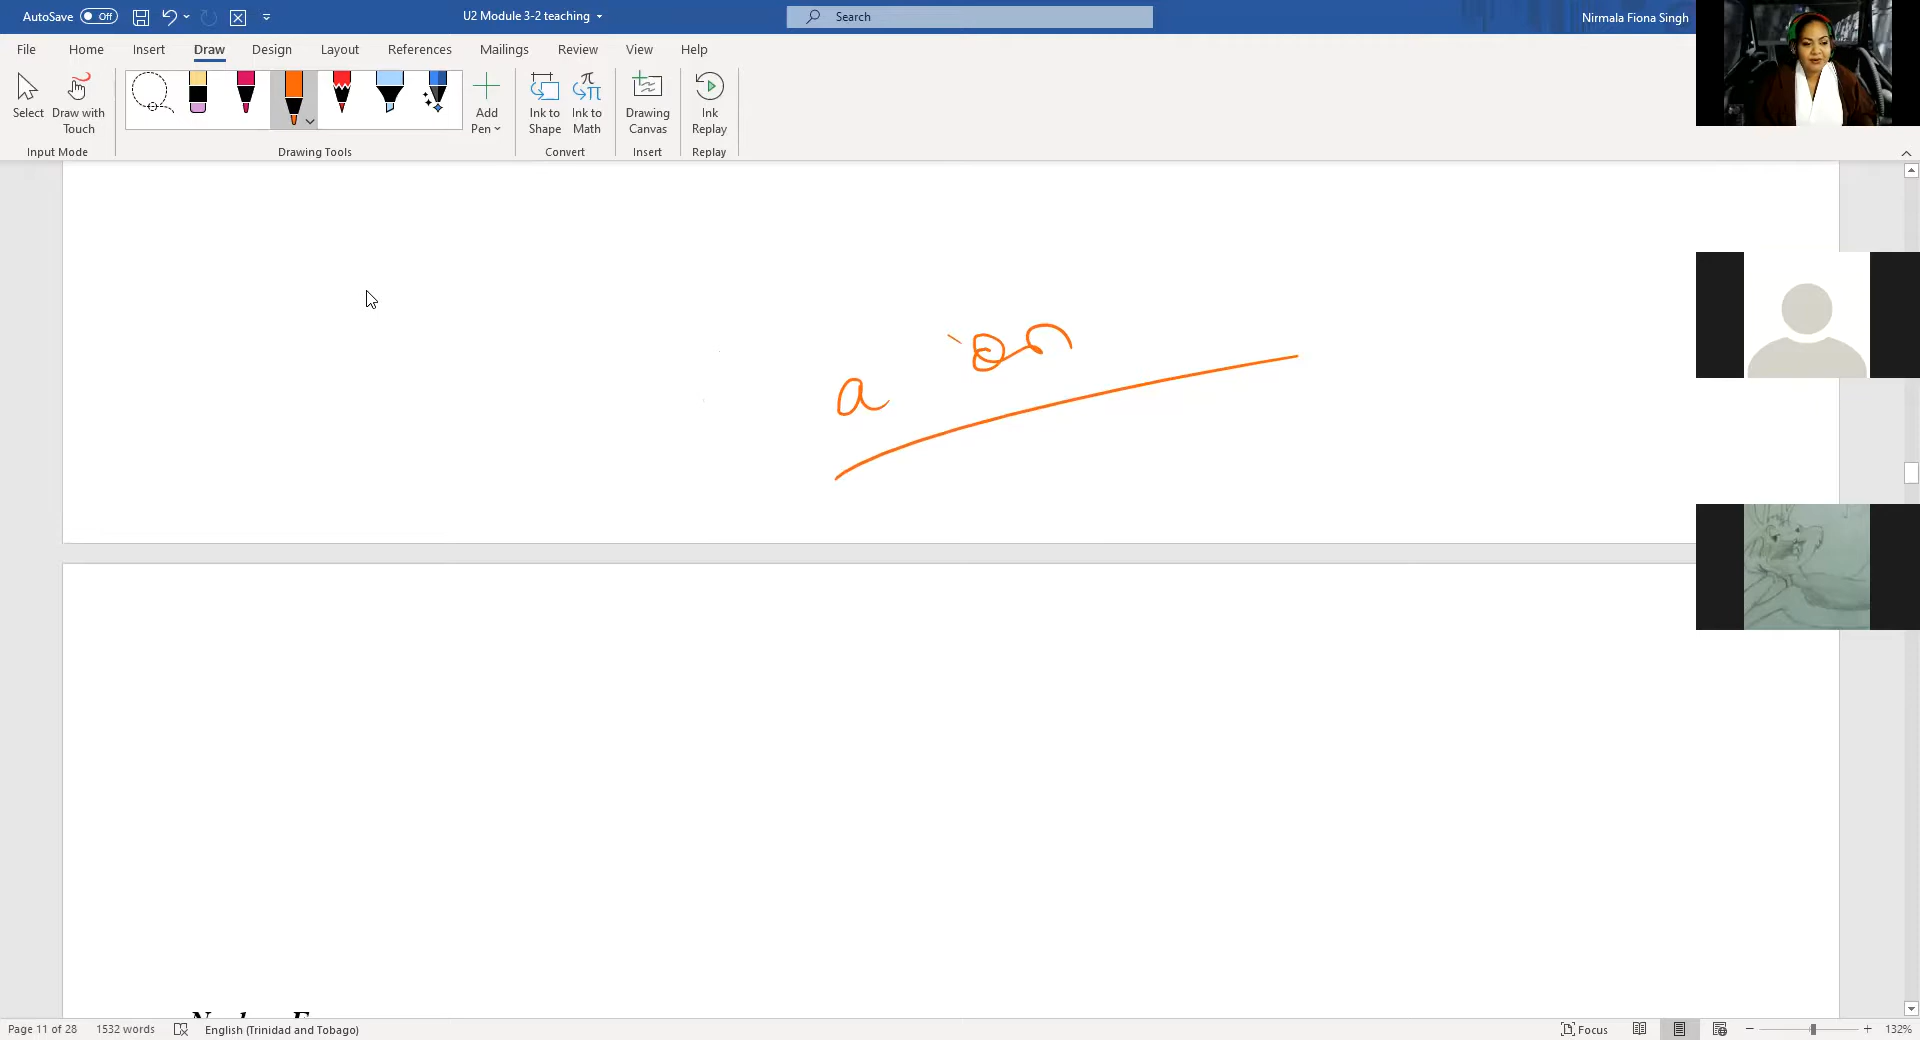 AutoSave Off U2 Module 3-2 teaching Search Nirmala Fiona Singh
File Home Insert Draw Design Layout References Mailings Review View Help
Select Draw with Touch Add Pen Ink to Shape Ink to Math Drawing Canvas Ink Replay
Input Mode Drawing Tools Convert Insert Replay
a
Page 11 of 28 1532 words English (Trinidad and Tobago) Focus 132%